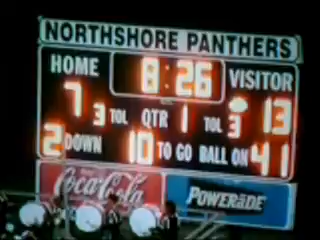 NORTHSHORE PANTHERS
HOME 8:26 VISITOR
7 3 TOL QTR 1 TOL 3 13
2 DOWN 10 TO GO BALL ON 41
Coca-Cola POWERADE